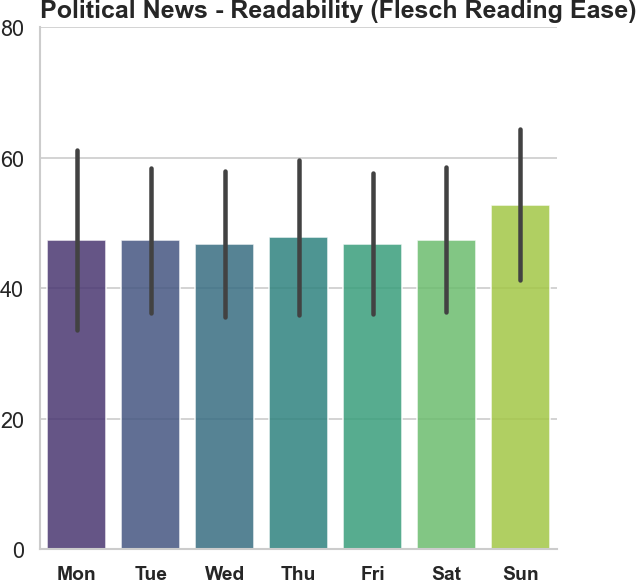 Political News - Readability (Flesch Reading Ease)
80
60
40
20
0
Mon Tue Wed Thu Fri Sat Sun